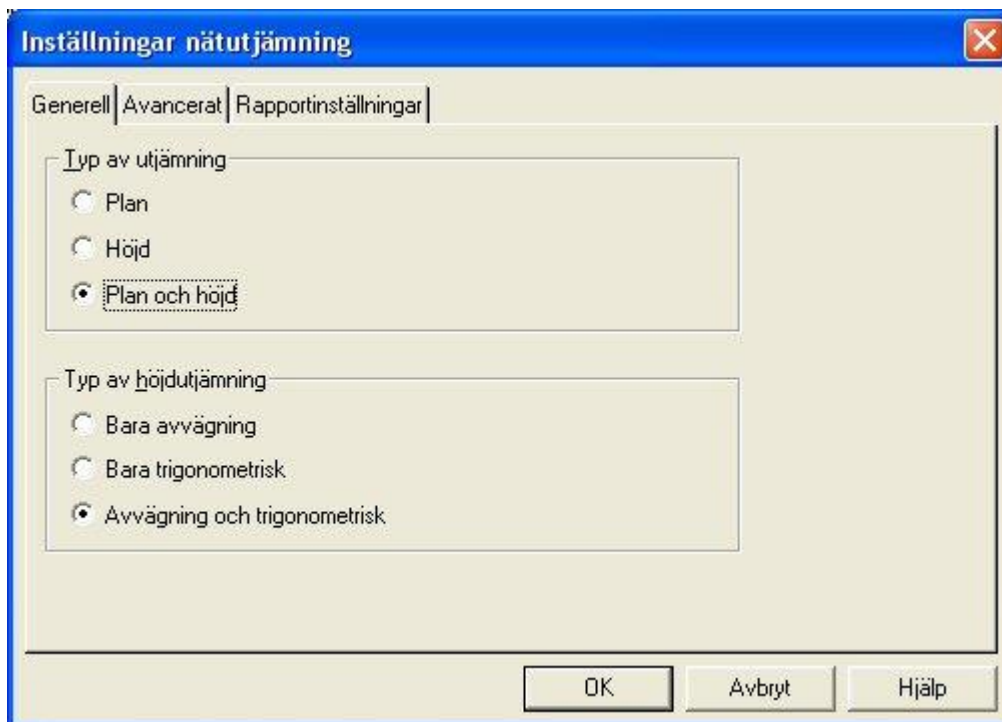 Inställningar nätutjämning
Generell Avancerat Rapportinställningar
Typ av utjämning
Plan
Höjd
Plan och höjd
Typ av höjdutjämning
Bara avvägning
Bara trigonometrisk
Avvägning och trigonometrisk
OK Avbryt Hjälp